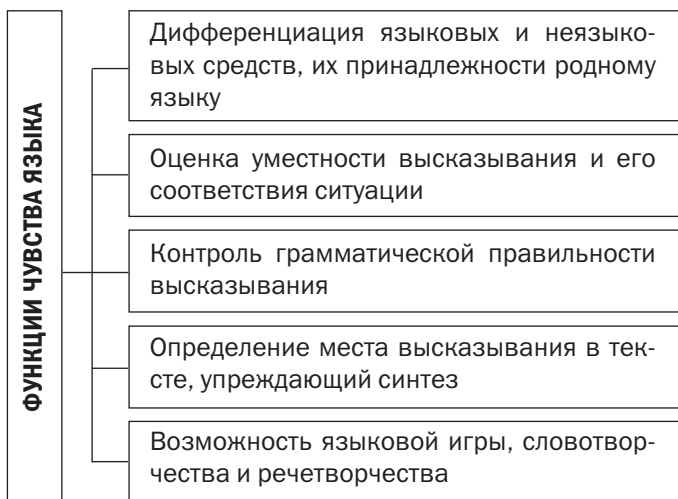 ФУНКЦИИ ЧУВСТВА ЯЗЫКА
Дифференциация языковых и неязыко-
вых средств, их принадлежности родному
языку
Оценка уместности высказывания и его
соответствия ситуации
Контроль грамматической правильности
высказывания
Определение места высказывания в тек-
сте, упреждающий синтез
Возможность языковой игры, словотвор-
чества и речетворчества